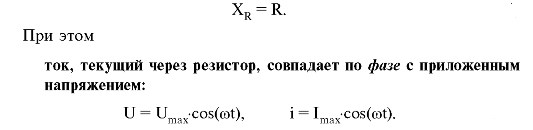 X_R = R.
При этом
ток, текущий через резистор, совпадает по фазе с приложенным
напряжением:
U = U_max·cos(ωt), i = I_max·cos(ωt).